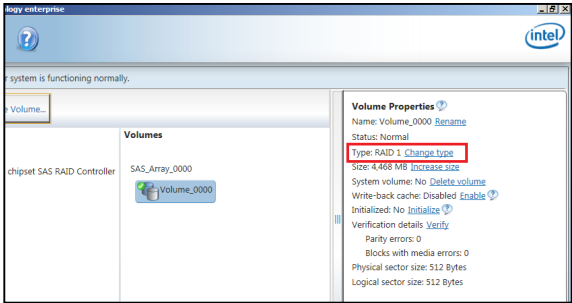 ology enterprise
?
intel
r system is functioning normally.
e Volume...
Volumes
chipset SAS RAID Controller
SAS_Array_0000
Volume_0000
Volume Properties ?
Name: Volume_0000 Rename
Status: Normal
Type: RAID 1 Change type
Size: 4,468 MB Increase size
System volume: No Delete volume
Write-back cache: Disabled Enable ?
Initialized: No Initialize ?
Verification details Verify
Parity errors: 0
Blocks with media errors: 0
Physical sector size: 512 Bytes
Logical sector size: 512 Bytes